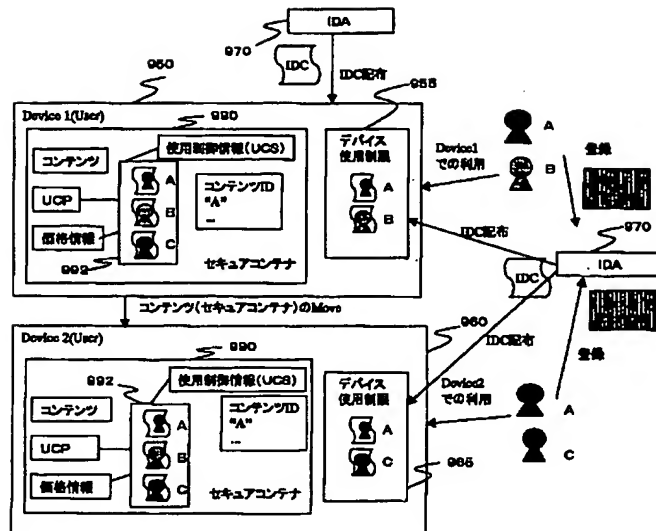 IDA
970
IDC
IDC配布
950
990
955
Device 1(User)
使用制御情報(UCS)
コンテンツ
UCP
価格情報
992
A
B
C
コンテンツID
"A"
...
セキュアコンテナ
デバイス
使用制限
A
B
Device1
での利用
A
B
登録
970
IDA
IDC
IDC配布
登録
コンテンツ(セキュアコンテナ)のMove
Device 2(User)
990
960
992
使用制御情報(UCS)
コンテンツ
UCP
価格情報
A
B
C
コンテンツID
"A"
...
セキュアコンテナ
デバイス
使用制限
A
C
IDC配布
Device2
での利用
A
C
965